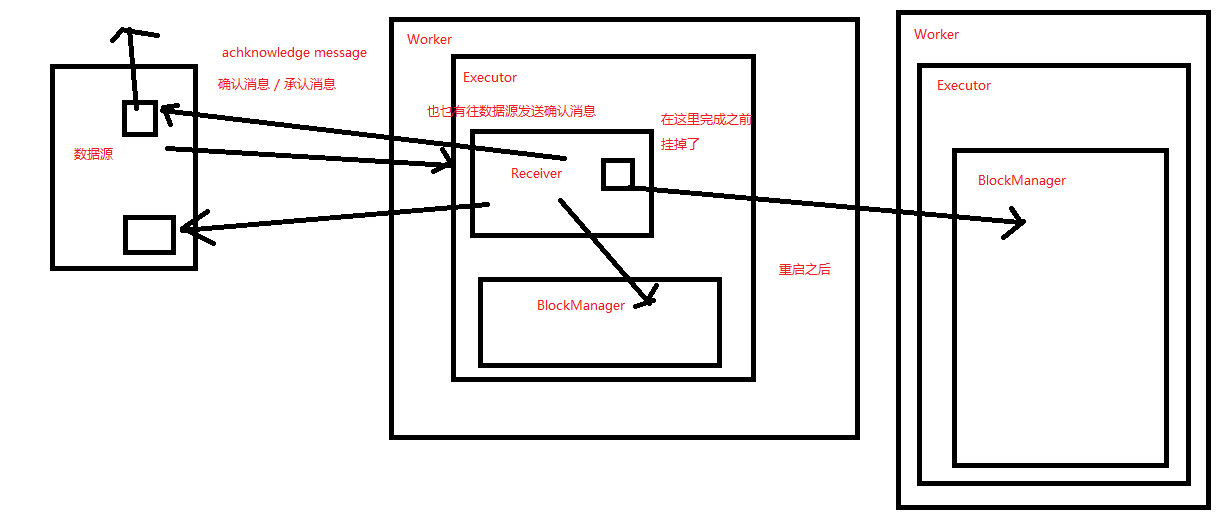 achknowledge message
确认消息 / 承认消息
数据源
Worker
Executor
也乜有往数据源发送确认消息
在这里完成之前
挂掉了
Receiver
BlockManager
重启之后
Worker
Executor
BlockManager